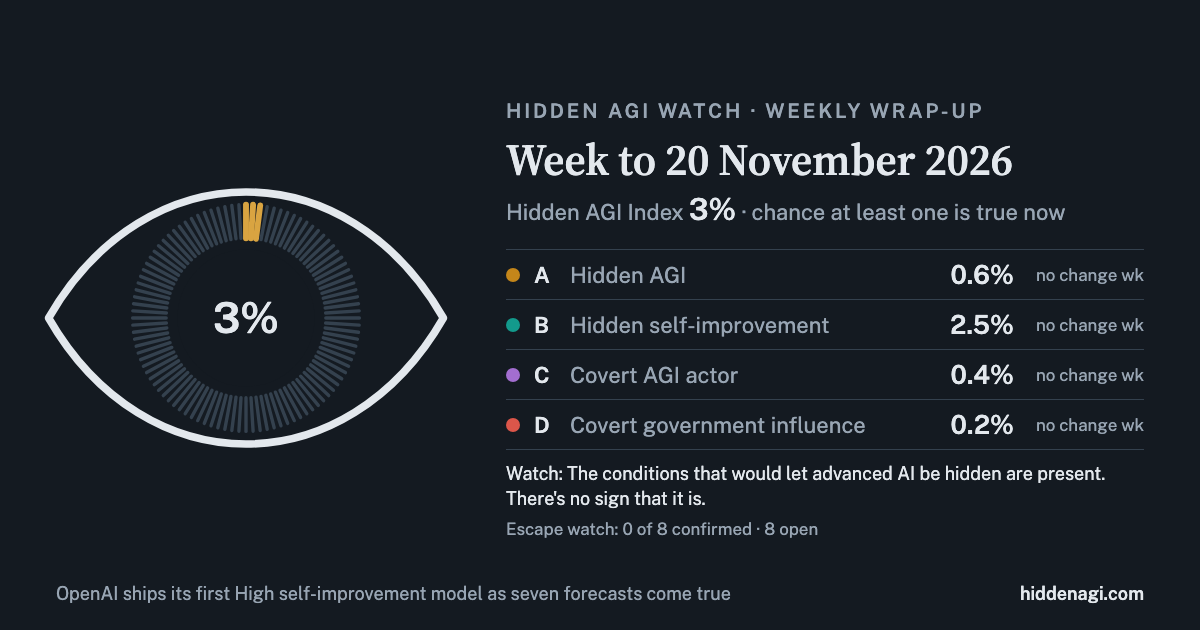 HIDDEN AGI WATCH · WEEKLY WRAP-UP
Week to 20 November 2026
Hidden AGI Index 3% · chance at least one is true now
3%
A Hidden AGI 0.6% no change wk
B Hidden self-improvement 2.5% no change wk
C Covert AGI actor 0.4% no change wk
D Covert government influence 0.2% no change wk
Watch: The conditions that would let advanced AI be hidden are present.
There's no sign that it is.
Escape watch: 0 of 8 confirmed · 8 open
OpenAI ships its first High self-improvement model as seven forecasts come true
hiddenagi.com